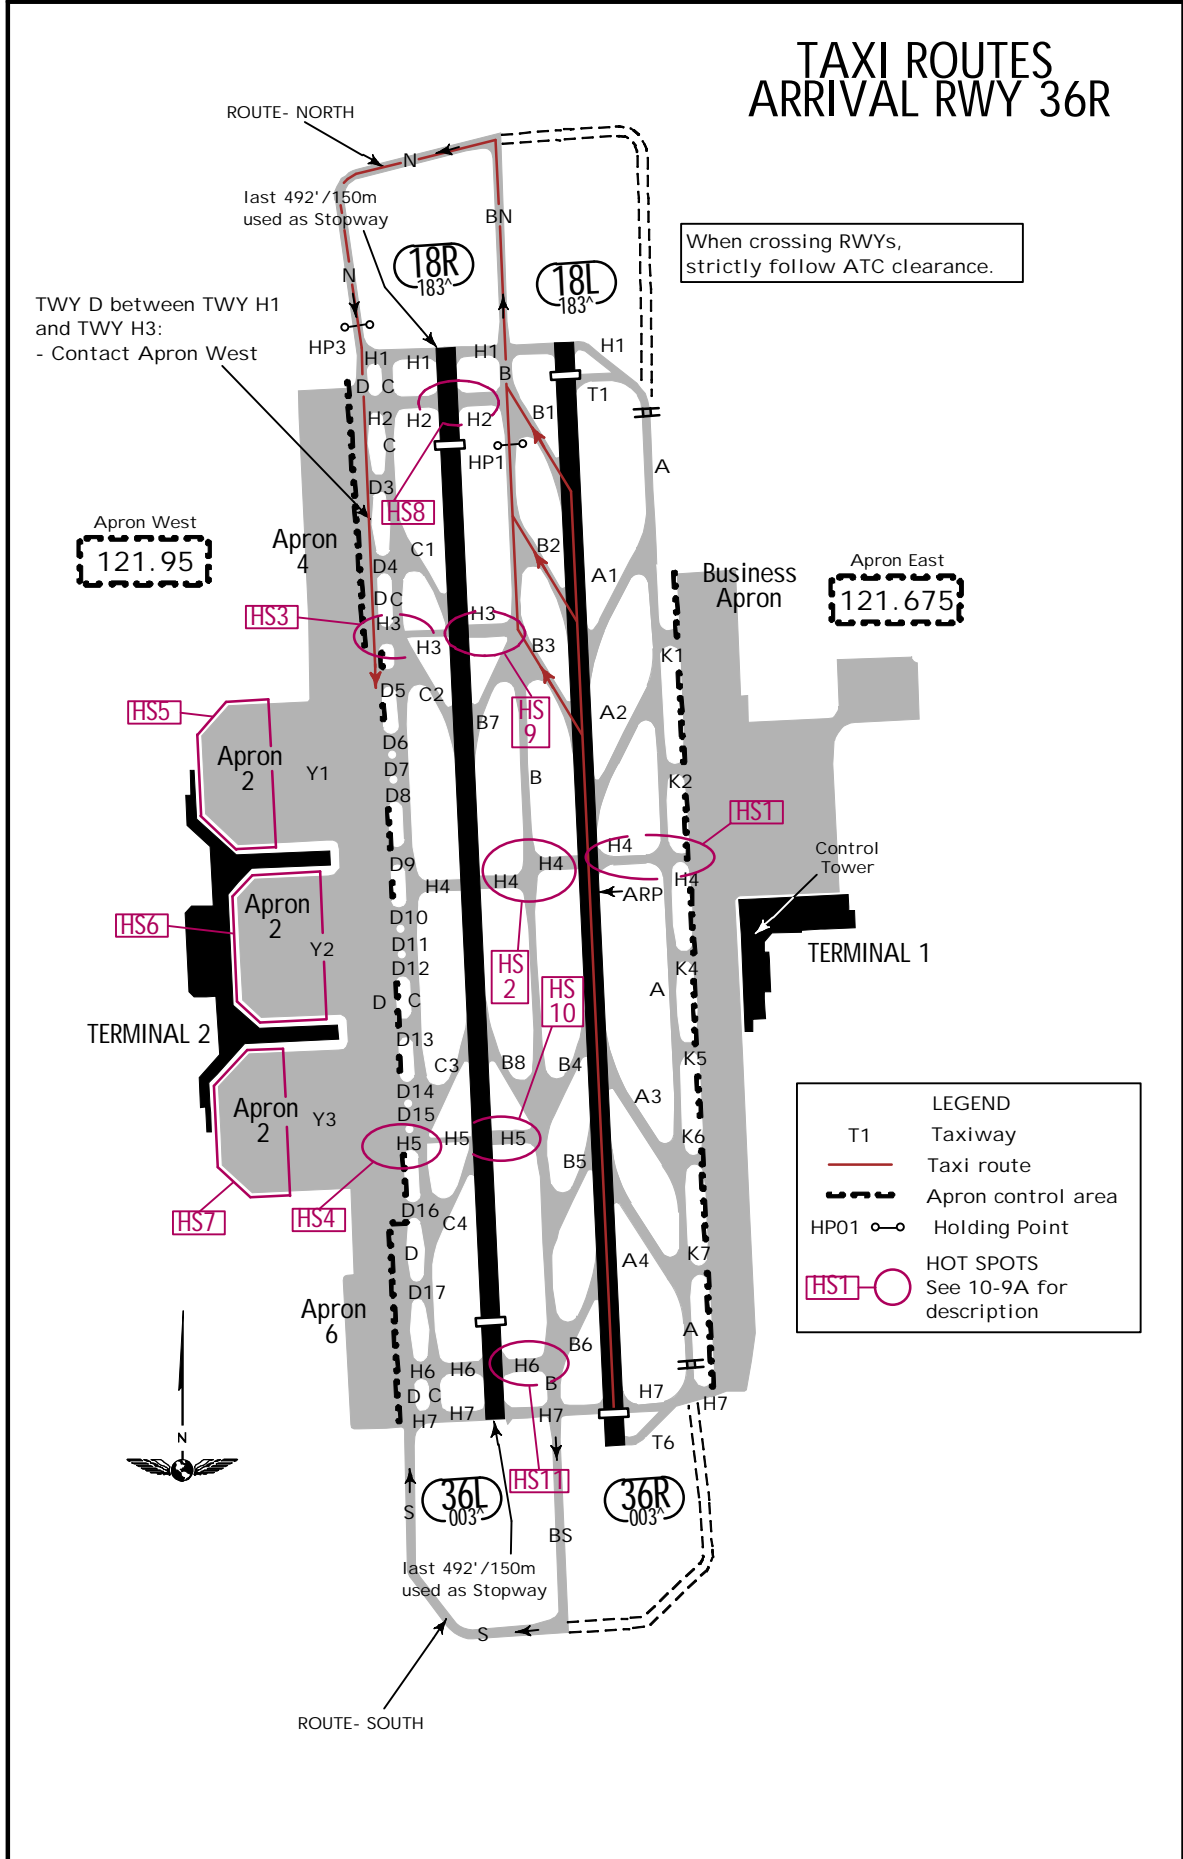 TAXI ROUTES
ARRIVAL RWY 36R
ROUTE- NORTH
N
last 492'/150m
used as Stopway
BN
18R
183^
18L
183^
When crossing RWYs,
strictly follow ATC clearance.
N
TWY D between TWY H1
and TWY H3:
- Contact Apron West
HP3
H1
H1
H1
H1
B
D
C
T1
H2
H2
H2
B1
C
HP1
A
D3
HS8
Apron West
121.95
Apron
4
C1
B2
D4
A1
Business
Apron
Apron East
121.675
D
C
HS3
H3
H3
H3
B3
K1
D5
C2
HS5
HS
9
B7
A2
D6
Apron
2
Y1
D7
B
K2
D8
HS1
H4
Control
Tower
D9
H4
H4
H4
H4
ARP
Apron
2
D10
HS6
Y2
D11
TERMINAL 1
D12
HS
2
K4
HS
10
A
D
C
TERMINAL 2
D13
C3
B8
B4
K5
D14
A3
Apron
2
Y3
D15
H5
H5
H5
K6
B5
LEGEND
T1 Taxiway
Taxi route
Apron control area
HP01 Holding Point
HS1
HOT SPOTS
See 10-9A for
description
HS7
HS4
D16
C4
D
K7
A4
D17
Apron
6
A
B6
H6
H6
H6
B
D
C
H7
H7
H7
H7
H7
T6
N
HS11
36L
003^
36R
003^
S
BS
last 492'/150m
used as Stopway
S
ROUTE- SOUTH